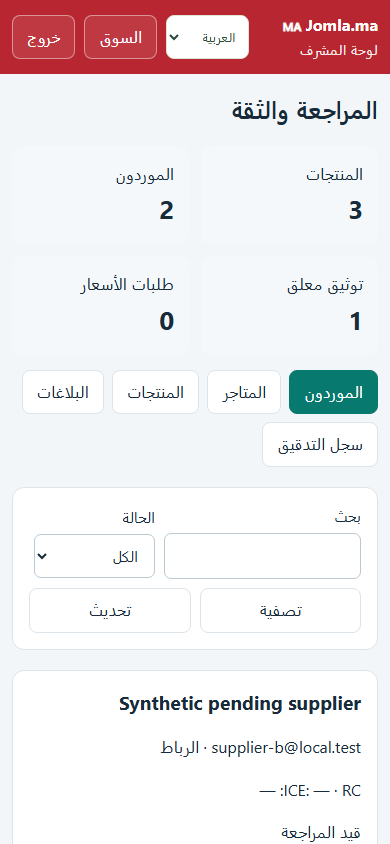 MA Jomla.ma
لوحة المشرف
العربية
السوق
خروج
المراجعة والثقة
المنتجات
3
الموردون
2
توثيق معلق
1
طلبات الأسعار
0
الموردون
المتاجر
المنتجات
البلاغات
سجل التدقيق
بحث
الحالة
الكل
تصفية
تحديث
Synthetic pending supplier
supplier-b@local.test · الرباط
ICE: — · RC: —
قيد المراجعة